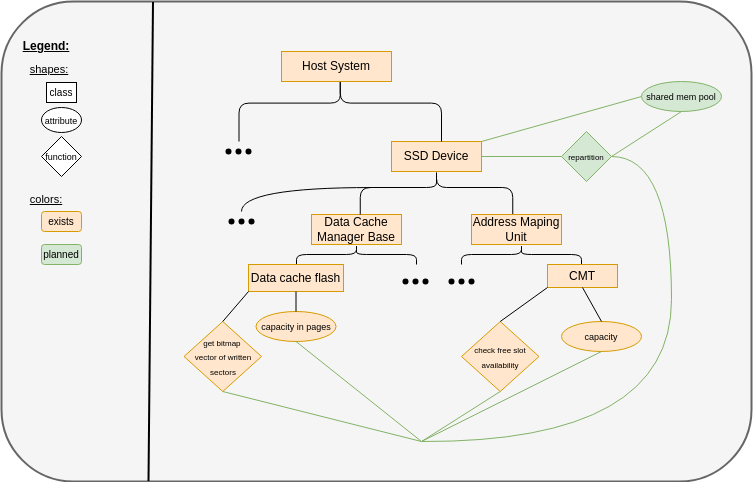 Legend:
shapes:
class
attribute
function
colors:
exists
planned
Host System
shared mem pool
SSD Device
repartition
Data Cache
Manager Base
Address Maping
Unit
Data cache flash
CMT
capacity in pages
capacity
get bitmap
vector of written
sectors
check free slot
availability